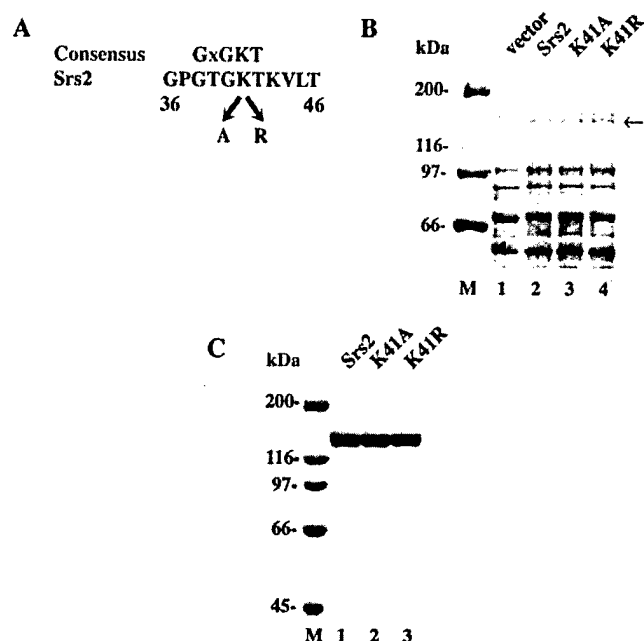 A
Consensus GxGKT
Srs2 GPGTGKTKVLT
36 46
A R
B
kDa
vector Srs2 K41A K41R
200-
116-
97-
66-
M 1 2 3 4
C
kDa
Srs2 K41A K41R
200-
116-
97-
66-
45-
M 1 2 3